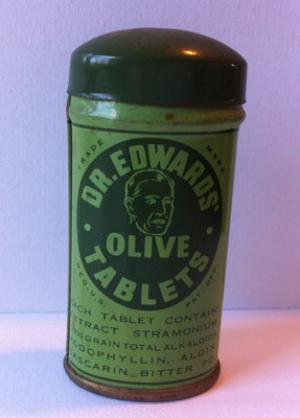 TRADE MARK
DR. EDWARDS'
OLIVE
TABLETS
REG. U.S. PAT. OFF.
EACH TABLET CONTAINS
EXTRACT STRAMONIUM
GRAIN TOTAL ALKALOIDS
PODOPHYLLIN, ALOIN
CASCARIN, BITTER